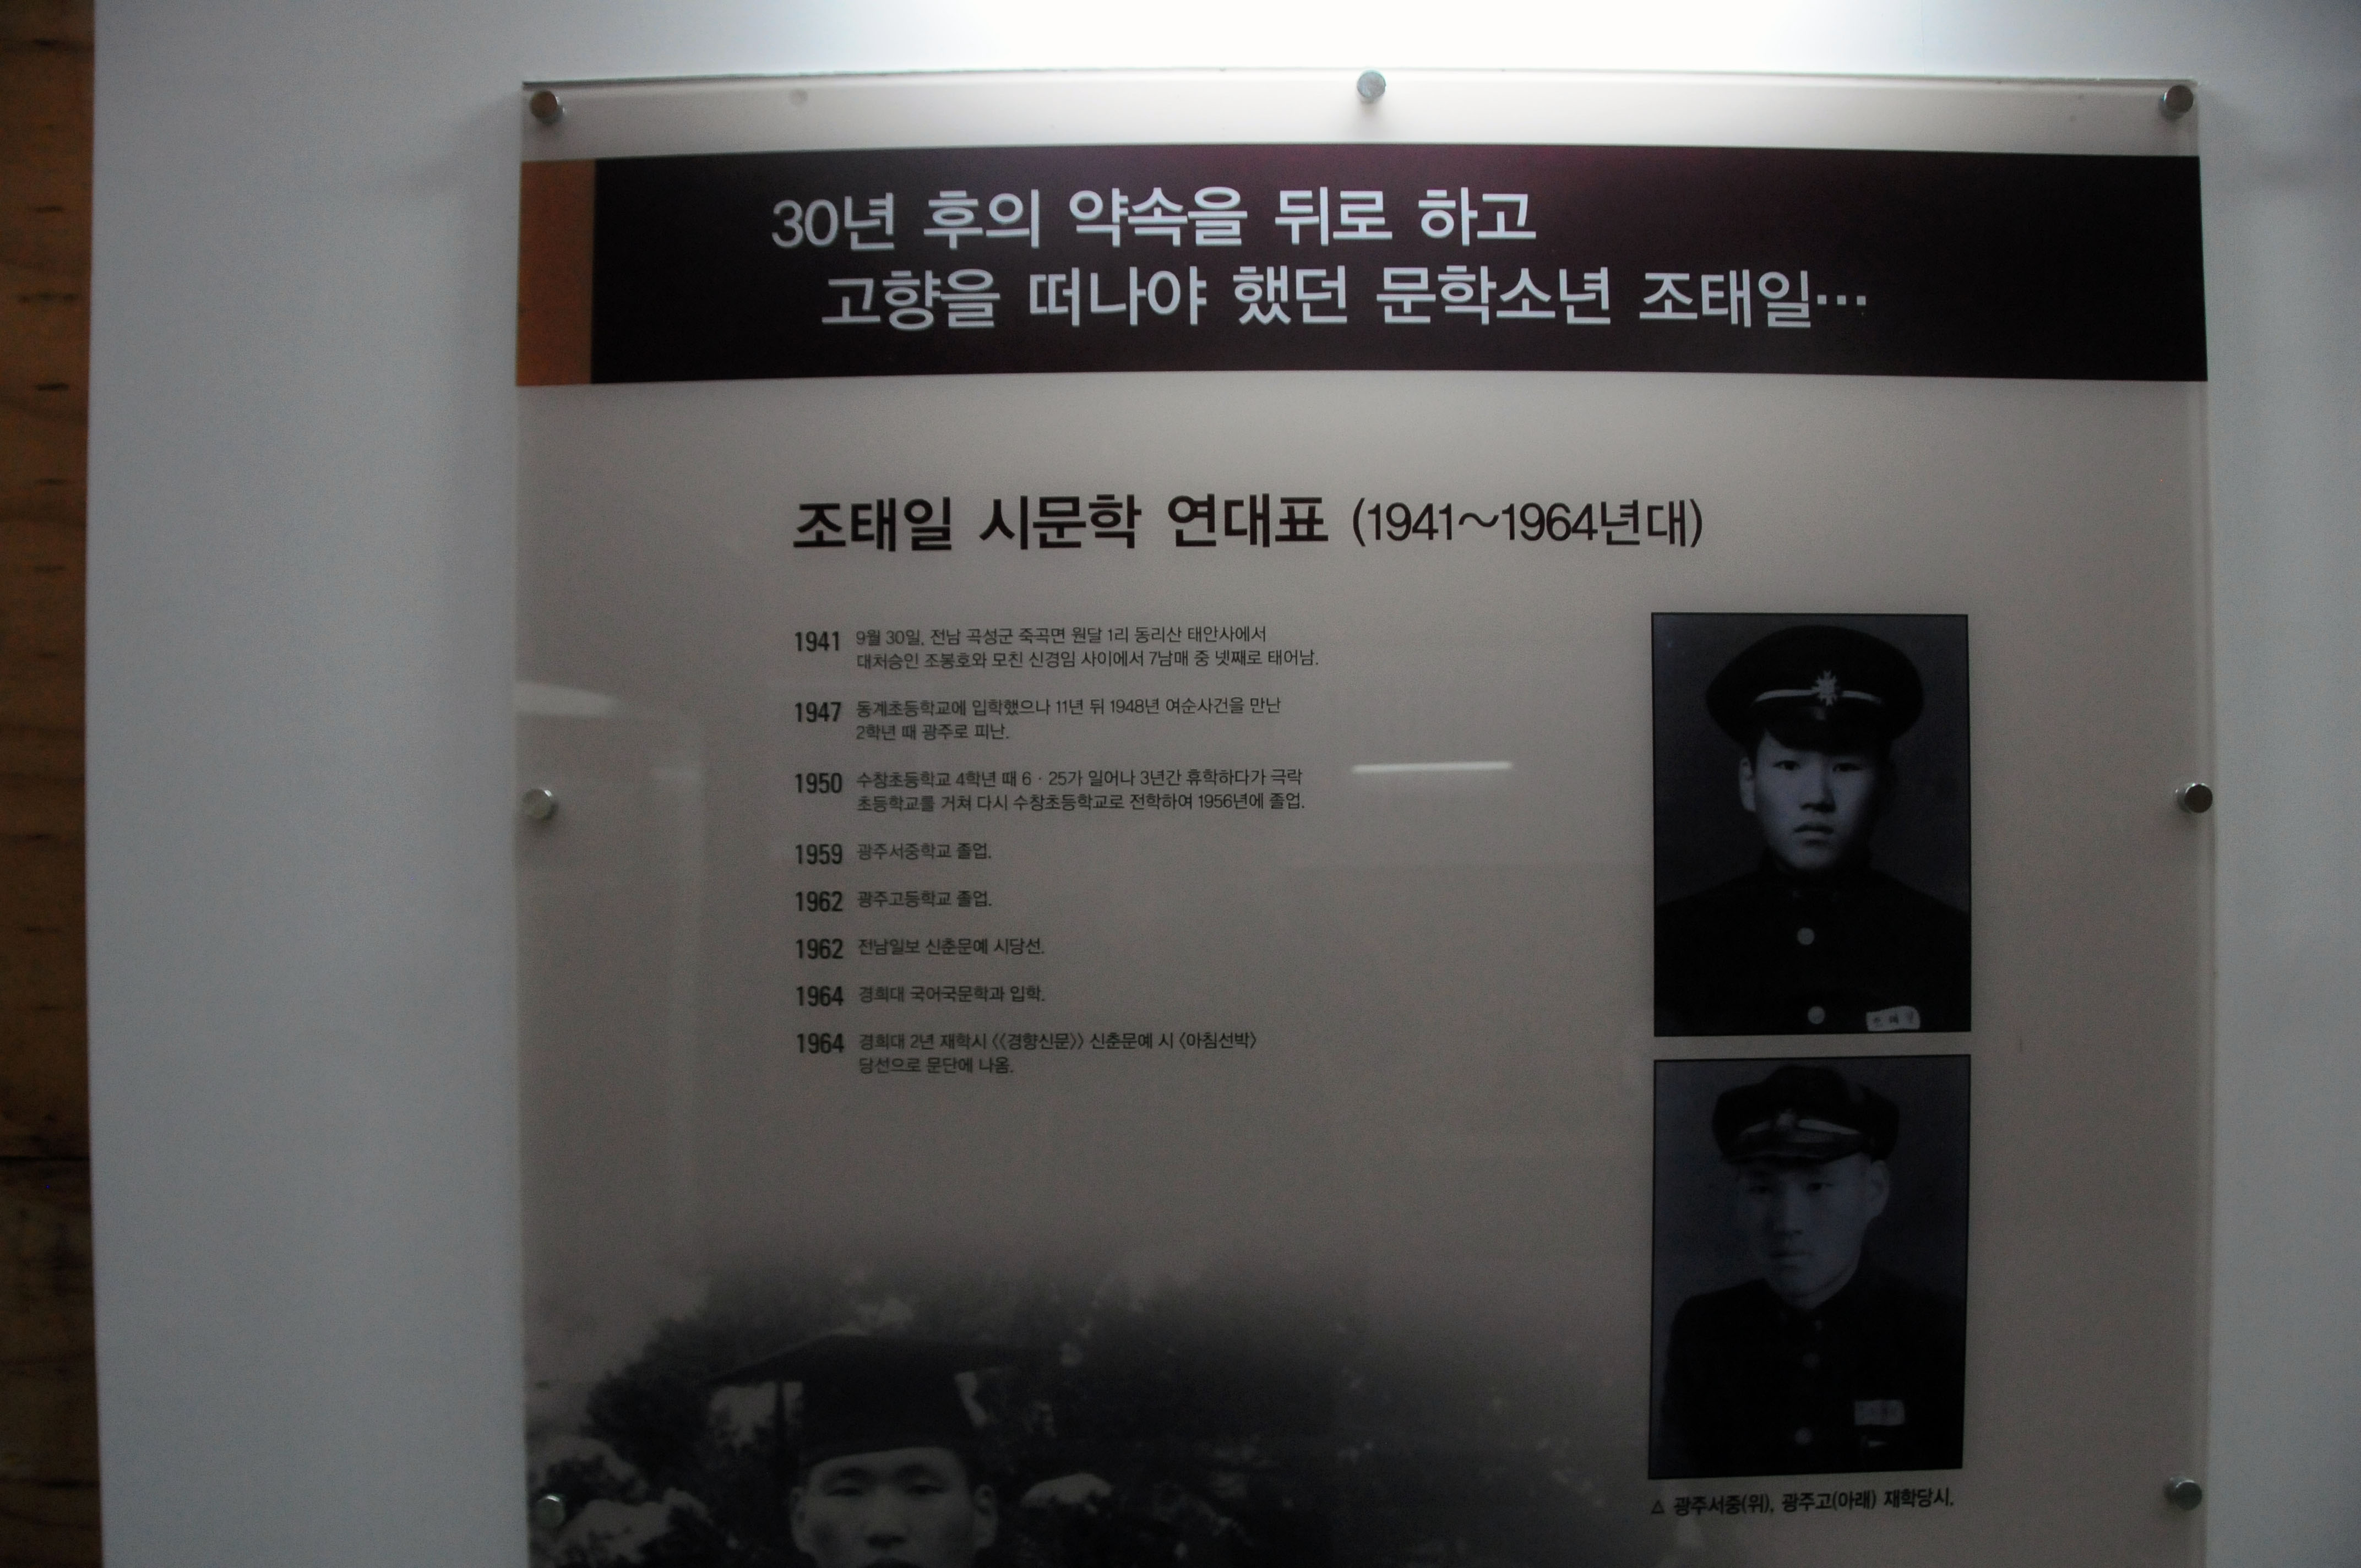 30년 후의 약속을 뒤로 하고
고향을 떠나야 했던 문학소년 조태일…
조태일 시문학 연대표 (1941~1964년대)
1941 9월 30일, 전남 곡성군 죽곡면 원달 1리 동리산 태안사에서
대처승인 조봉호와 모친 신경임 사이에서 7남매 중 넷째로 태어남.
1947 동계초등학교에 입학했으나 11년 뒤 1948년 여순사건을 만난
2학년 때 광주로 피난.
1950 수창초등학교 4학년 때 6 · 25가 일어나 3년간 휴학하다가 극락
초등학교를 거쳐 다시 수창초등학교로 전학하여 1956년에 졸업.
1959 광주서중학교 졸업.
1962 광주고등학교 졸업.
1962 전남일보 신춘문예 시당선.
1964 경희대 국어국문학과 입학.
1964 경희대 2년 재학시 《경향신문》 신춘문예 시 〈아침선박〉
당선으로 문단에 나옴.
△ 광주서중(위), 광주고(아래) 재학당시.